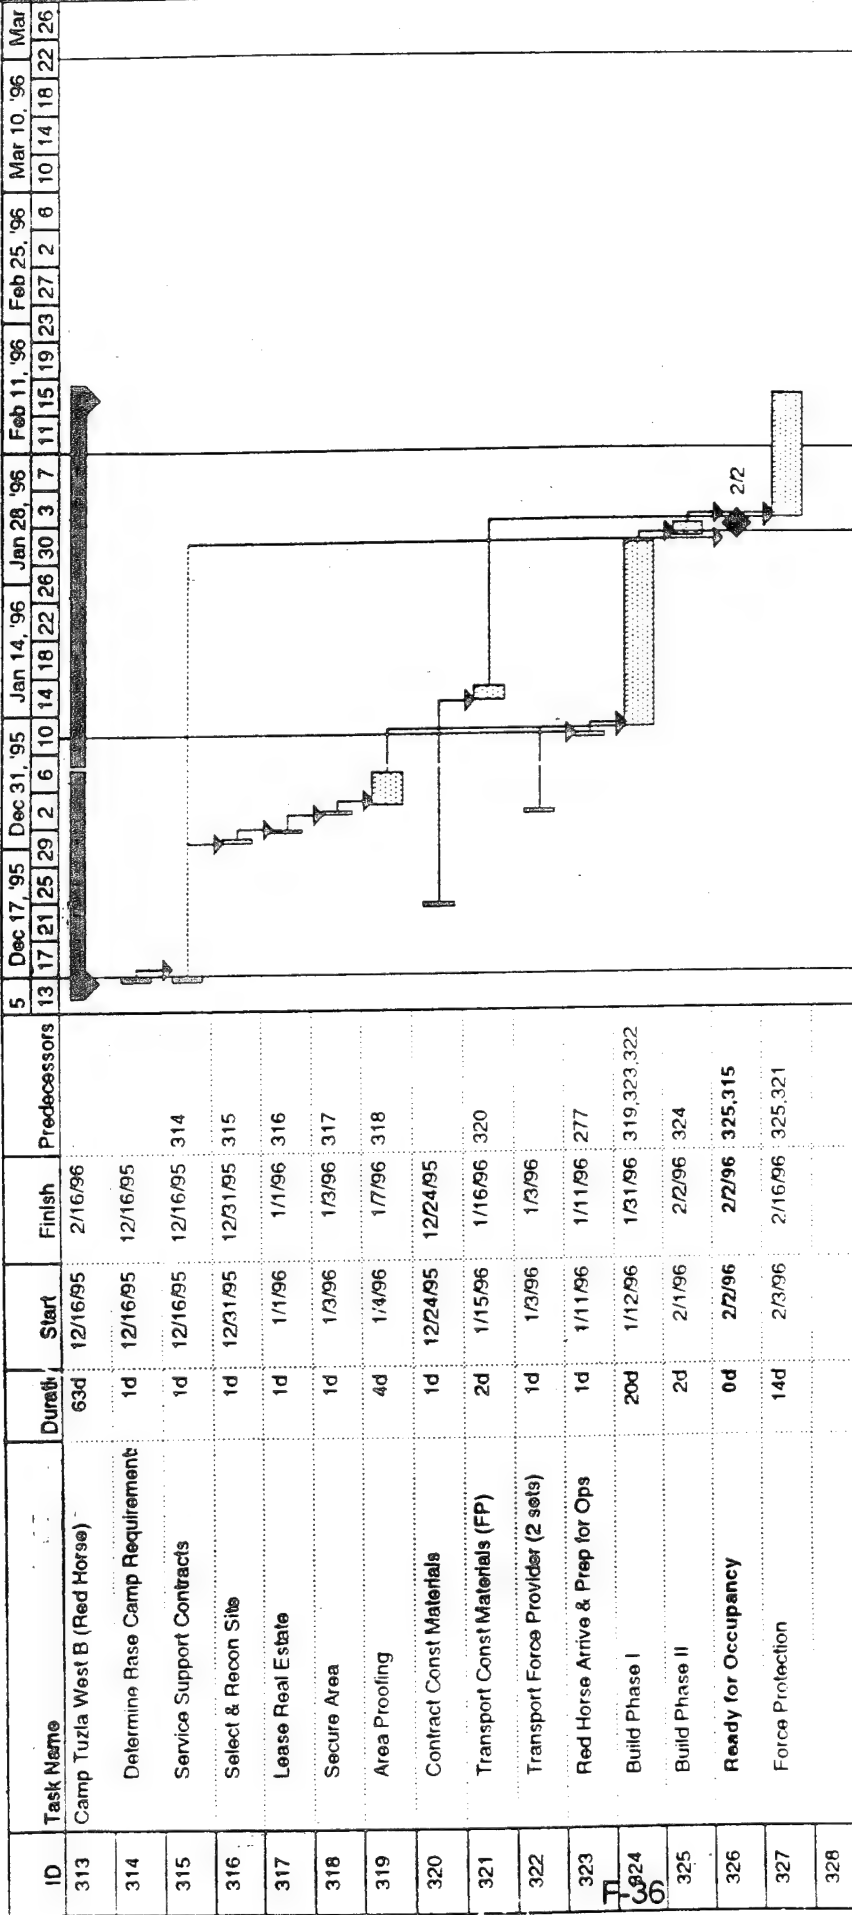 ID Task Name Durati Start Finish Predecessors 5 Dec 17, '95 Dec 31, '95 Jan 14, '96 Jan 28, '96 Feb 11, '96 Feb 25, '96 Mar 10, '96 Mar
13 17 21 25 29 2 6 10 14 18 22 26 30 3 7 11 15 19 23 27 2 6 10 14 18 22 26
313 Camp Tuzla West B (Red Horse) 63d 12/16/95 2/16/96
314 Determine Base Camp Requirements 1d 12/16/95 12/16/95
315 Service Support Contracts 1d 12/16/95 12/16/95 314
316 Select & Recon Site 1d 12/31/95 12/31/95 315
317 Lease Real Estate 1d 1/1/96 1/1/96 316
318 Secure Area 1d 1/3/96 1/3/96 317
319 Area Proofing 4d 1/4/96 1/7/96 318
320 Contract Const Materials 1d 12/24/95 12/24/95
321 Transport Const Materials (FP) 2d 1/15/96 1/16/96 320
322 Transport Force Provider (2 sets) 1d 1/3/96 1/3/96
323 Red Horse Arrive & Prep for Ops 1d 1/11/96 1/11/96 277
324 Build Phase I 20d 1/12/96 1/31/96 319,323,322
325 Build Phase II 2d 2/1/96 2/2/96 324
326 Ready for Occupancy 0d 2/2/96 2/2/96 325,315 2/2
327 Force Protection 14d 2/3/96 2/16/96 325,321
328
F-36